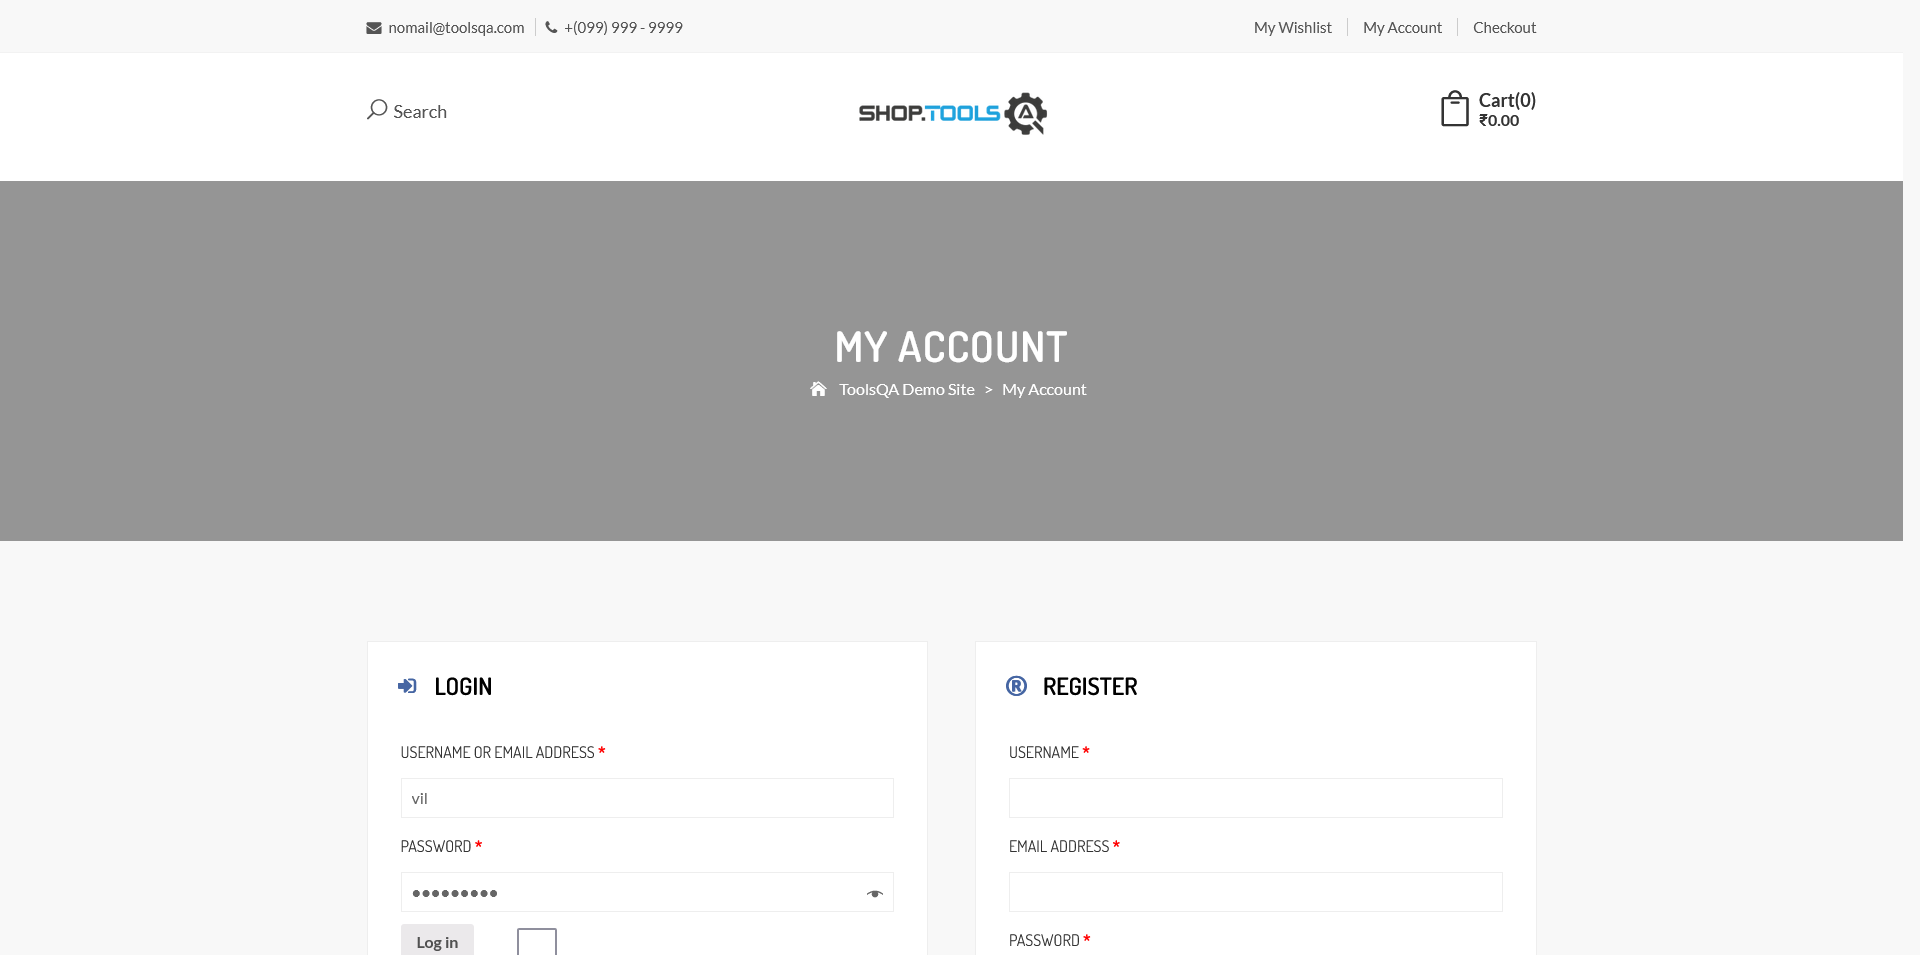 nomail@toolsqa.com
+(099) 999 - 9999
My Wishlist
My Account
Checkout
Search
SHOP.TOOLSQA
Cart(0)
₹0.00
MY ACCOUNT
ToolsQA Demo Site > My Account
LOGIN
USERNAME OR EMAIL ADDRESS *
vil
PASSWORD *
Log in
REGISTER
USERNAME *
EMAIL ADDRESS *
PASSWORD *